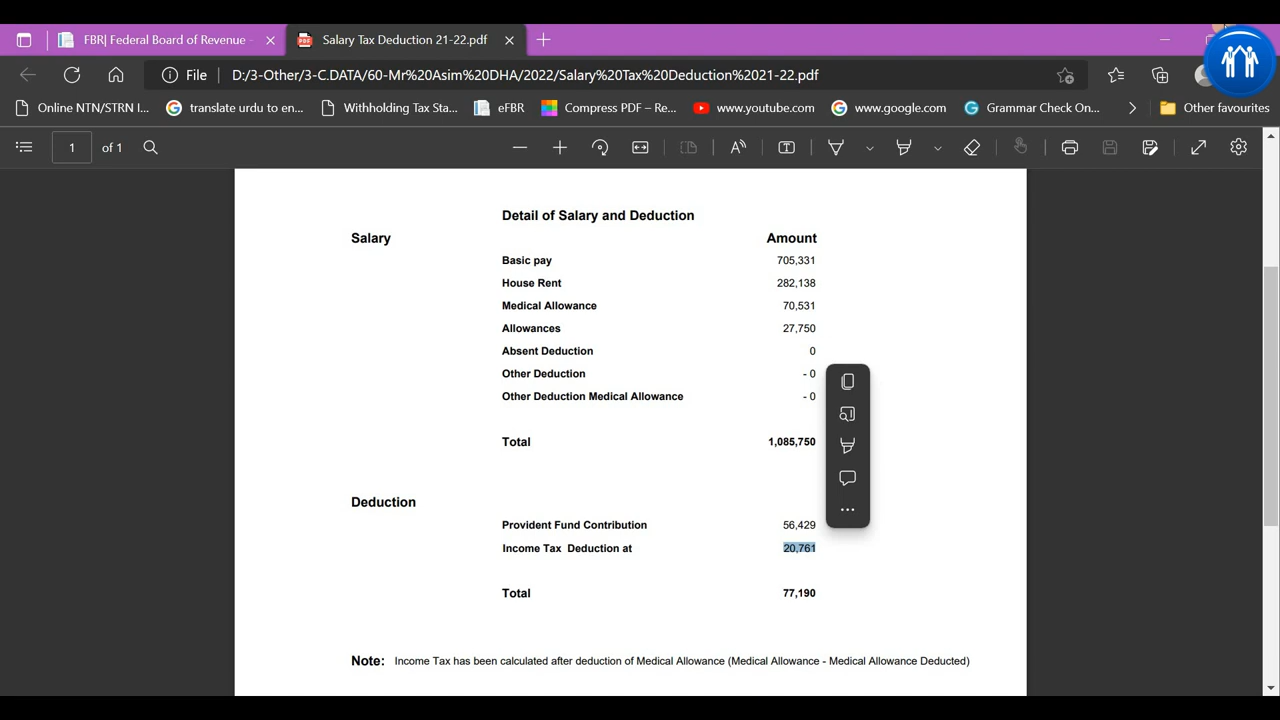 FBR| Federal Board of Revenue -
Salary Tax Deduction 21-22.pdf
File D:/3-Other/3-C.DATA/60-Mr%20Asim%20DHA/2022/Salary%20Tax%20Deduction%2021-22.pdf
Online NTN/STRN I... translate urdu to en... Withholding Tax Sta... eFBR Compress PDF – Re... www.youtube.com www.google.com Grammar Check On... Other favourites
1 of 1
Detail of Salary and Deduction
Salary Amount
Basic pay 705,331
House Rent 282,138
Medical Allowance 70,531
Allowances 27,750
Absent Deduction 0
Other Deduction - 0
Other Deduction Medical Allowance - 0
Total 1,085,750
Deduction
Provident Fund Contribution 56,429
Income Tax Deduction at 20,761
Total 77,190
Note: Income Tax has been calculated after deduction of Medical Allowance (Medical Allowance - Medical Allowance Deducted)